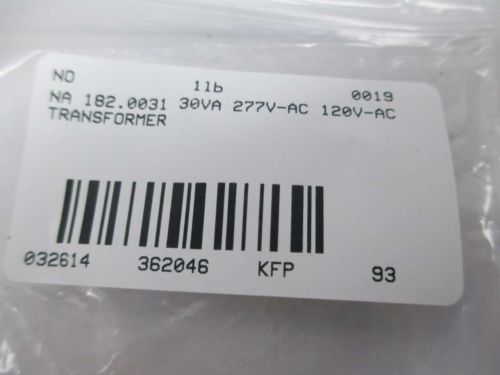 NO 1lb 0019
NA 182.0031 30VA 277V-AC 120V-AC
TRANSFORMER
032614 362046 KFP 93